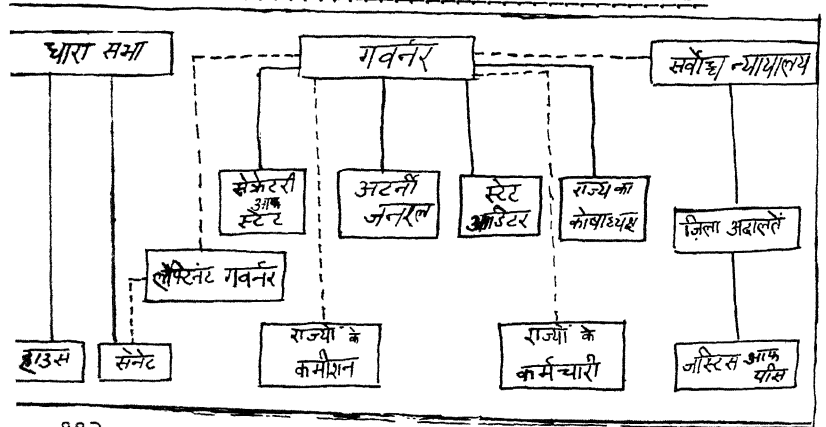 धारा सभा
गवर्नर
सर्वोच्च न्यायालय
सेक्रेटरी
आफ
स्टेट
अटर्नी
जनरल
स्टेट
आडिटर
राज्य का
कोषाध्यक्ष
ज़िला अदालतें
लेफ्टिनंट गवर्नर
हाउस
सेनेट
राज्यों के
कमीशन
राज्यों के
कर्मचारी
जस्टिस आफ
पीस